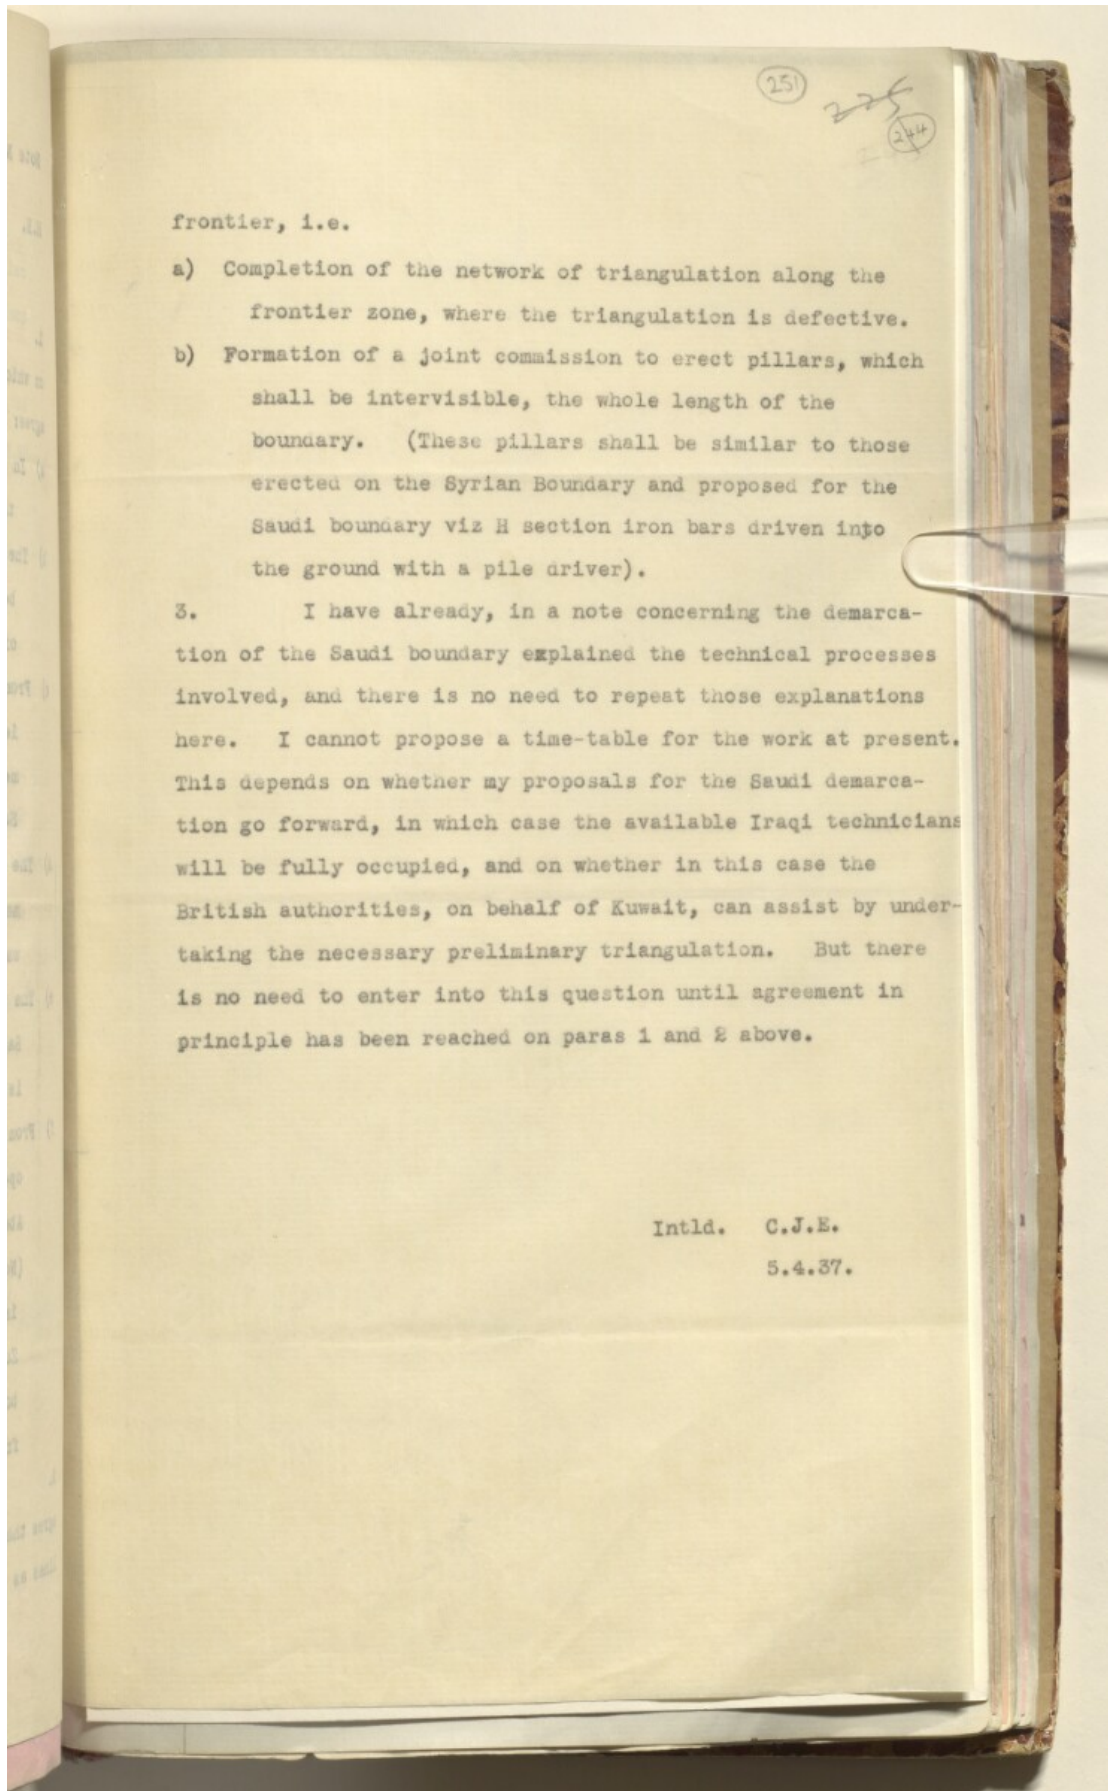 251
225
244
frontier, i.e.
a) Completion of the network of triangulation along the
frontier zone, where the triangulation is defective.
b) Formation of a joint commission to erect pillars, which
shall be intervisible, the whole length of the
boundary. (These pillars shall be similar to those
erected on the Syrian Boundary and proposed for the
Saudi boundary viz H section iron bars driven into
the ground with a pile driver).
3. I have already, in a note concerning the demarca-
tion of the Saudi boundary explained the technical processes
involved, and there is no need to repeat those explanations
here. I cannot propose a time-table for the work at present.
This depends on whether my proposals for the Saudi demarca-
tion go forward, in which case the available Iraqi technicians
will be fully occupied, and on whether in this case the
British authorities, on behalf of Kuwait, can assist by under-
taking the necessary preliminary triangulation. But there
is no need to enter into this question until agreement in
principle has been reached on paras 1 and 2 above.
Intld. C.J.E.
5.4.37.